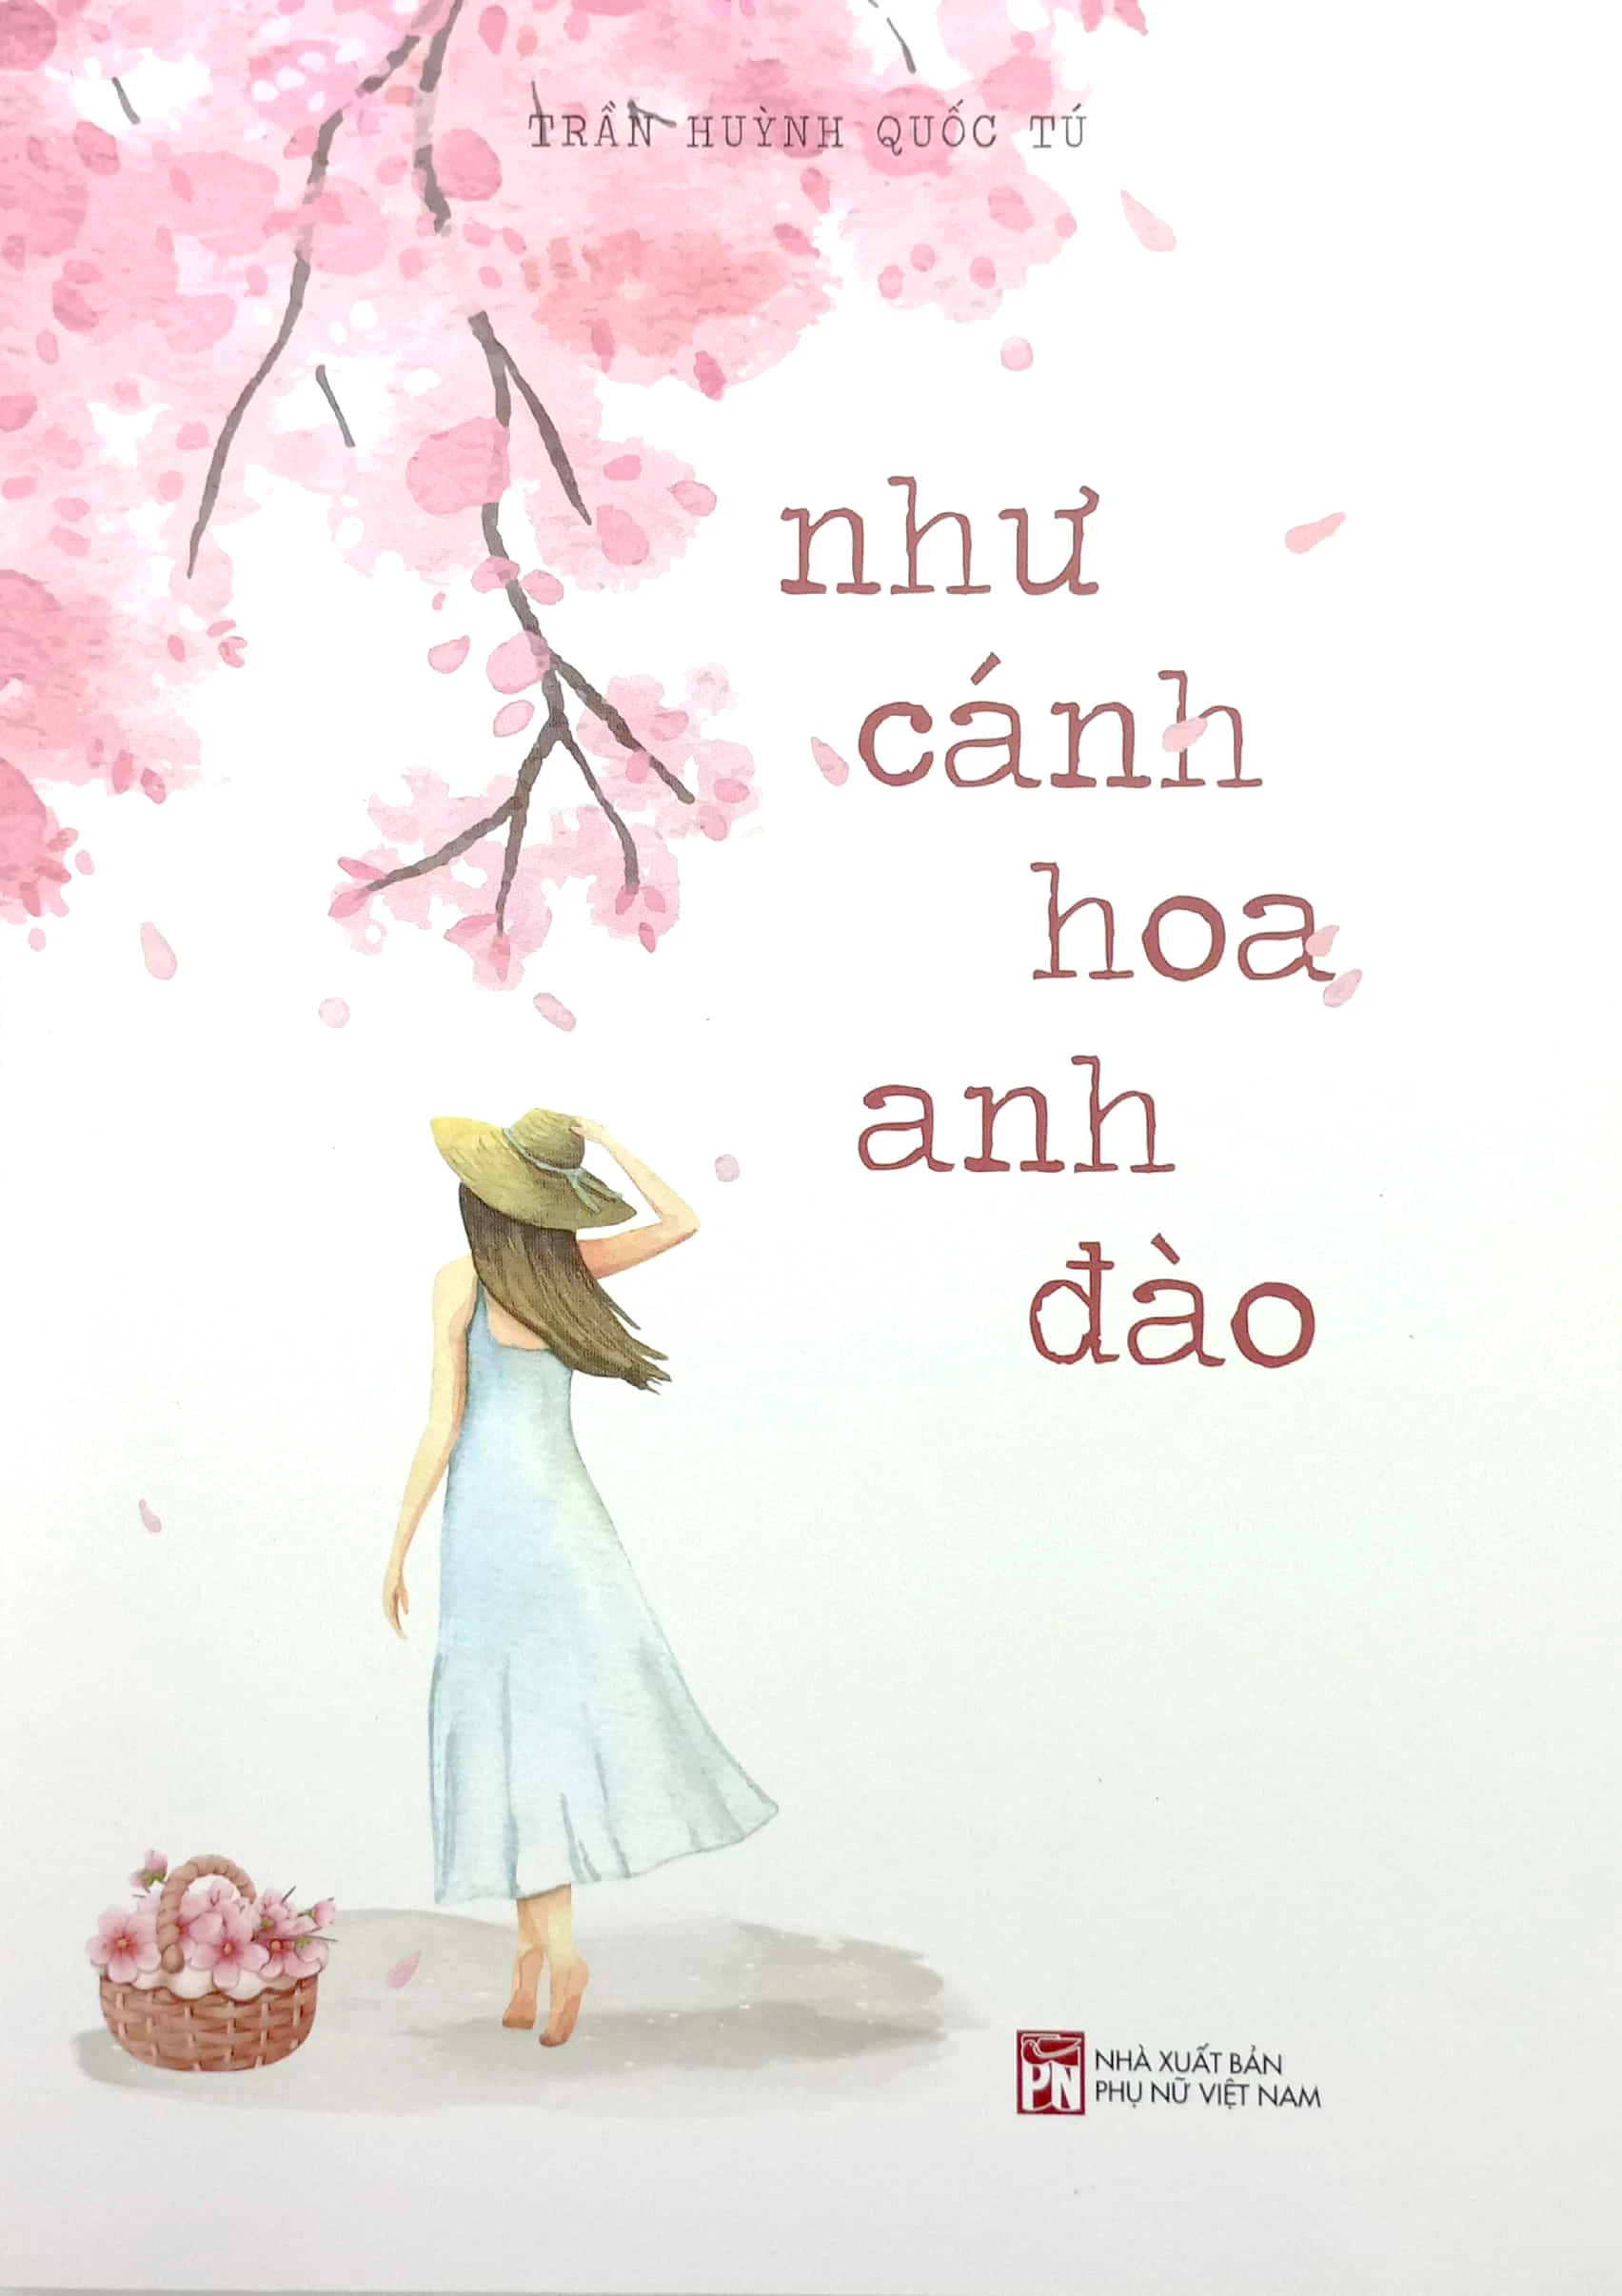 TRẦN HUỲNH QUỐC TÚ
như
cánh
hoa
anh
đào
PN
NHÀ XUẤT BẢN
PHỤ NỮ VIỆT NAM